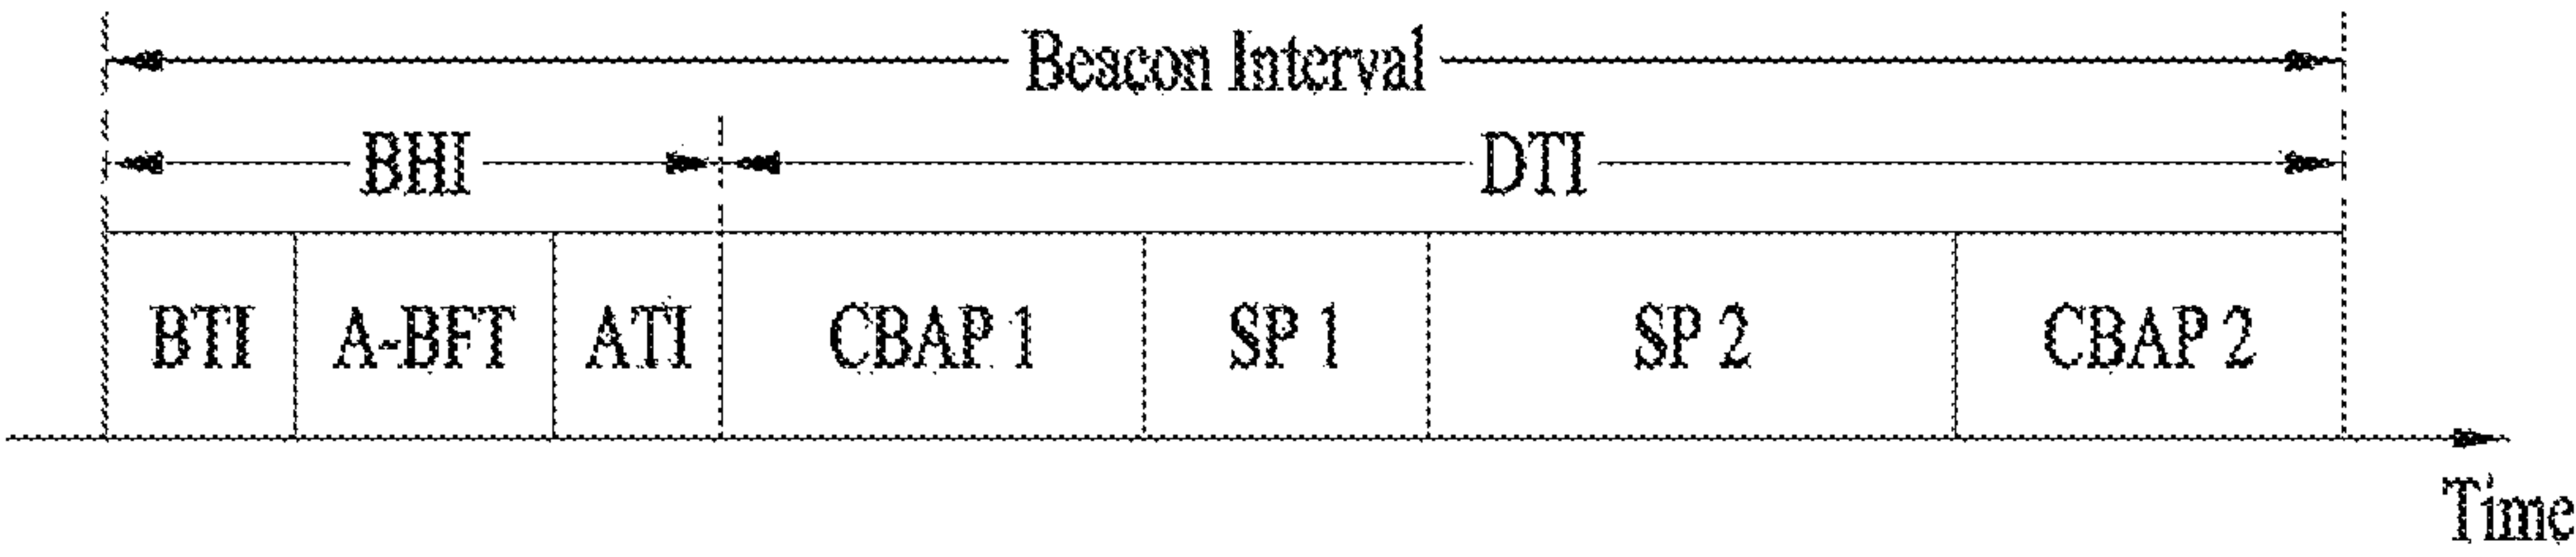 Beacon Interval
BHI DTI
BTI A-BFT ATI CBAP 1 SP 1 SP 2 CBAP 2
Time